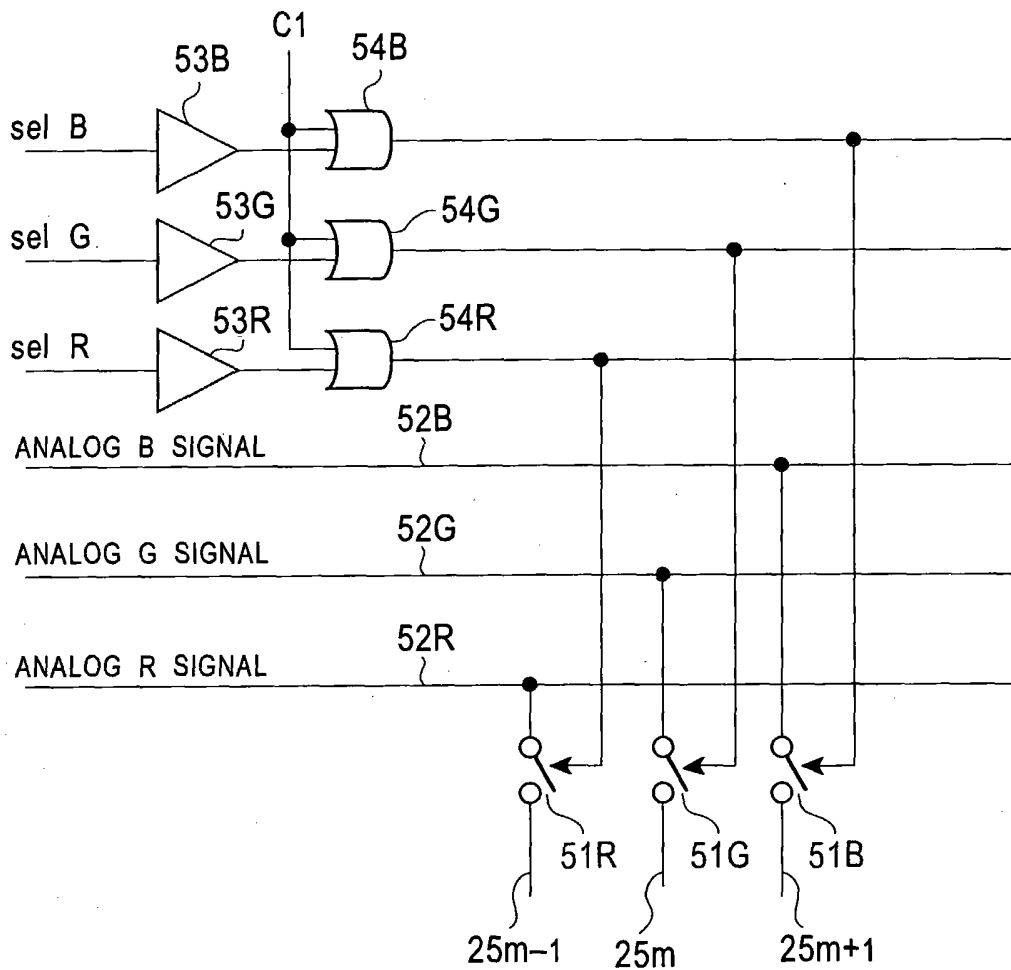 C1
53B
54B
sel B
53G
54G
sel G
53R
54R
sel R
ANALOG B SIGNAL
52B
ANALOG G SIGNAL
52G
ANALOG R SIGNAL
52R
51R
51G
51B
25m–1
25m
25m+1